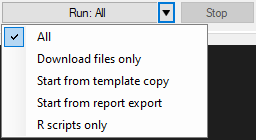 Run: All
Stop
All
Download files only
Start from template copy
Start from report export
R scripts only